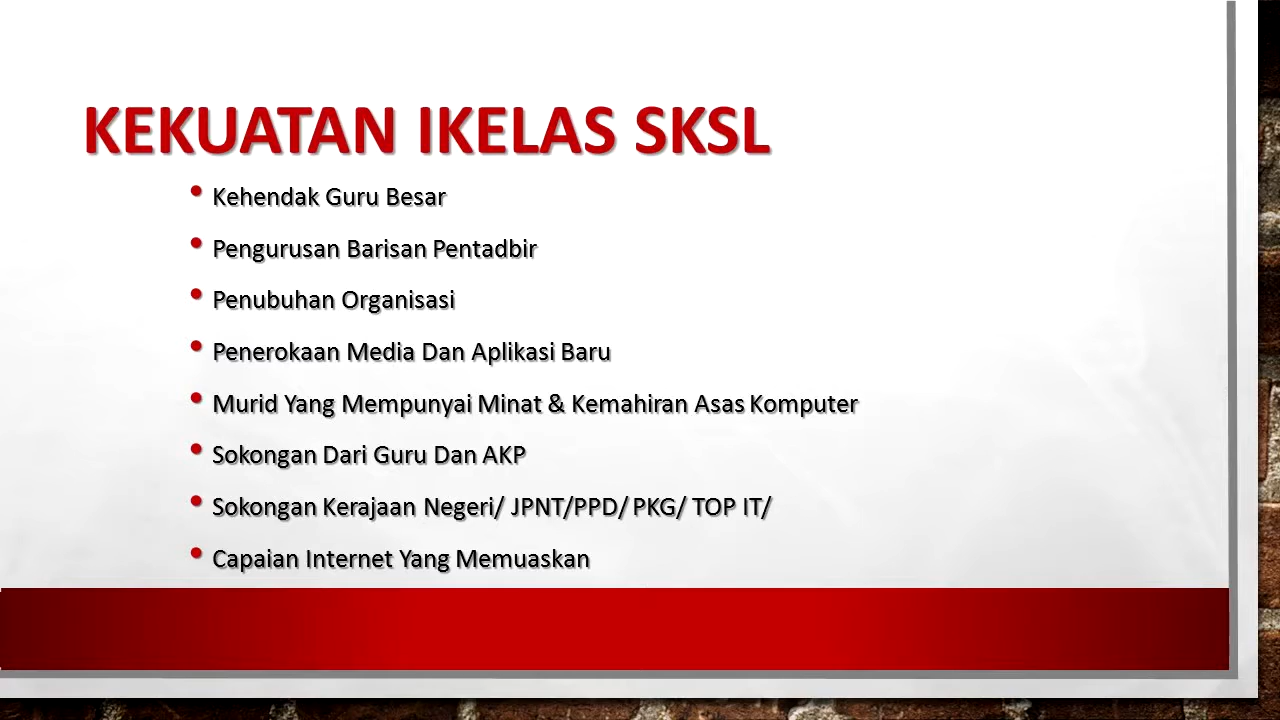 KEKUATAN IKELAS SKSL
• Kehendak Guru Besar
• Pengurusan Barisan Pentadbir
• Penubuhan Organisasi
• Penerokaan Media Dan Aplikasi Baru
• Murid Yang Mempunyai Minat & Kemahiran Asas Komputer
• Sokongan Dari Guru Dan AKP
• Sokongan Kerajaan Negeri/ JPNT/PPD/ PKG/ TOP IT/
• Capaian Internet Yang Memuaskan